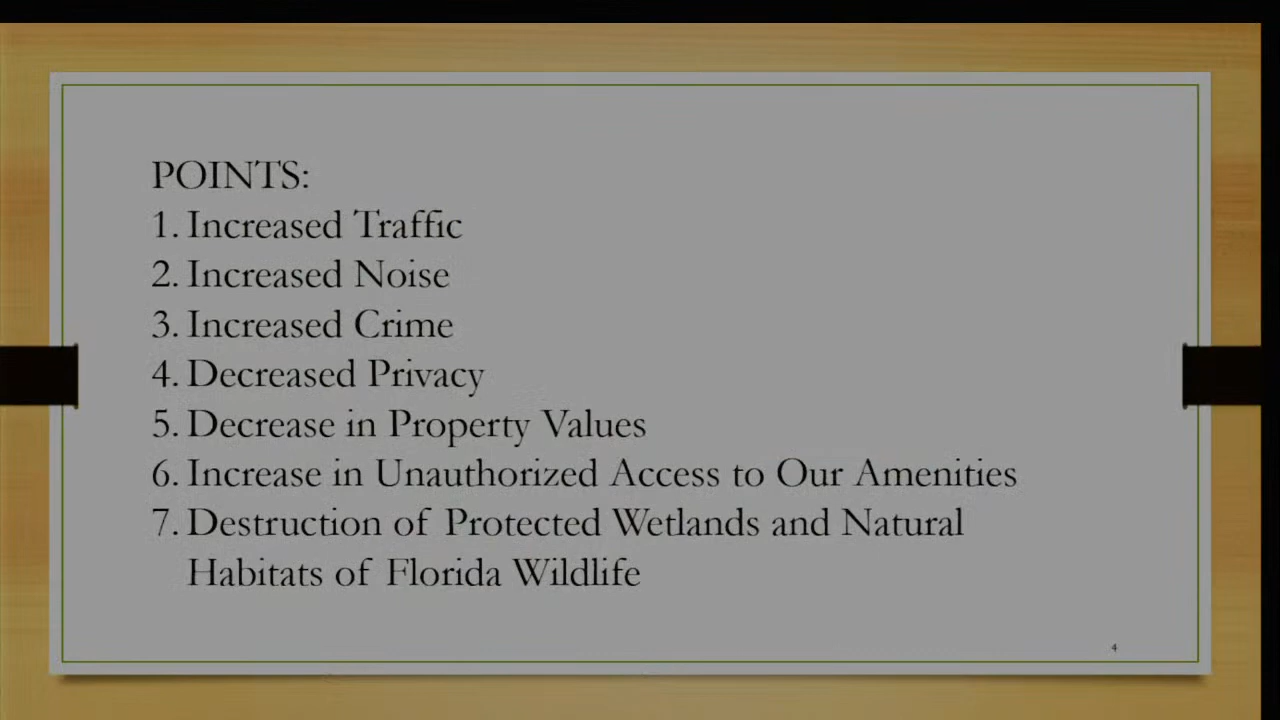 POINTS:
1. Increased Traffic
2. Increased Noise
3. Increased Crime
4. Decreased Privacy
5. Decrease in Property Values
6. Increase in Unauthorized Access to Our Amenities
7. Destruction of Protected Wetlands and Natural
Habitats of Florida Wildlife
4